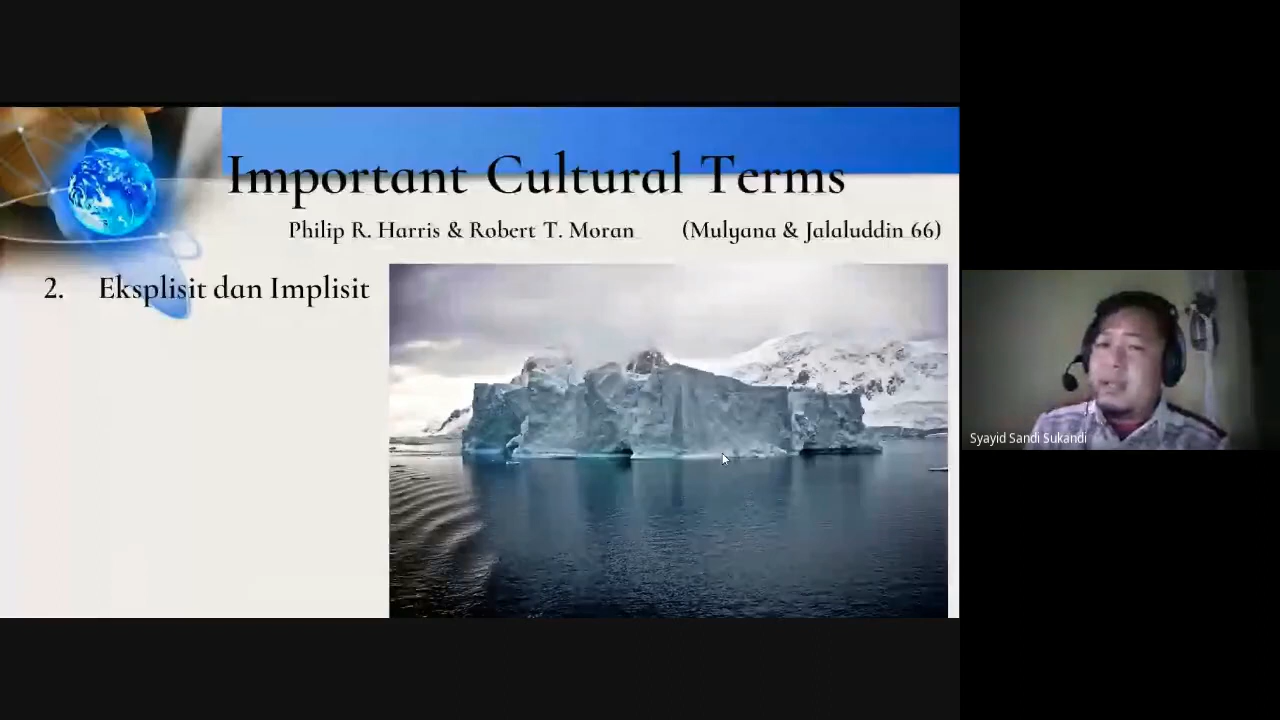 Important Cultural Terms
Philip R. Harris & Robert T. Moran (Mulyana & Jalaluddin 66)
2. Eksplisit dan Implisit
Syayid Sandi Sukandi